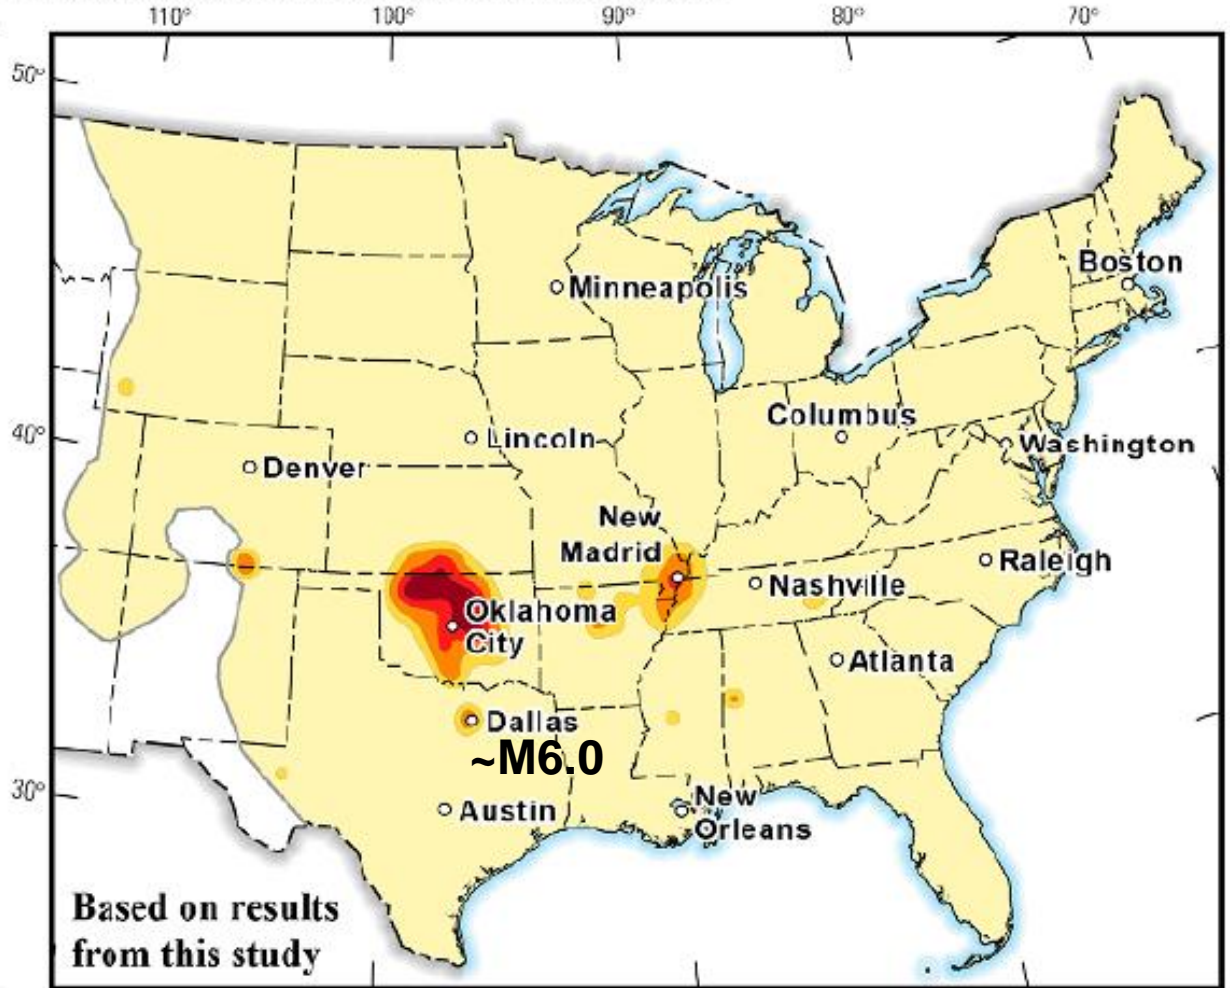 110° 100° 90° 80° 70°
50°
Boston
Minneapolis
Columbus
40°
Lincoln
Washington
Denver
New
Madrid
Raleigh
Nashville
Oklahoma
City
Atlanta
Dallas
~M6.0
30°
New
Orleans
Austin
Based on results
from this study